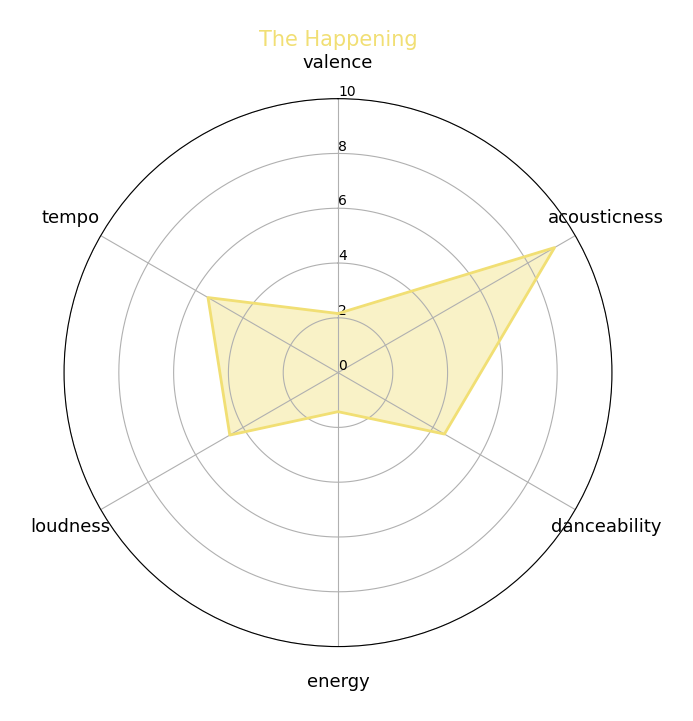 The Happening
valence
10
8
6
4
2
0
tempo
acousticness
loudness
danceability
energy